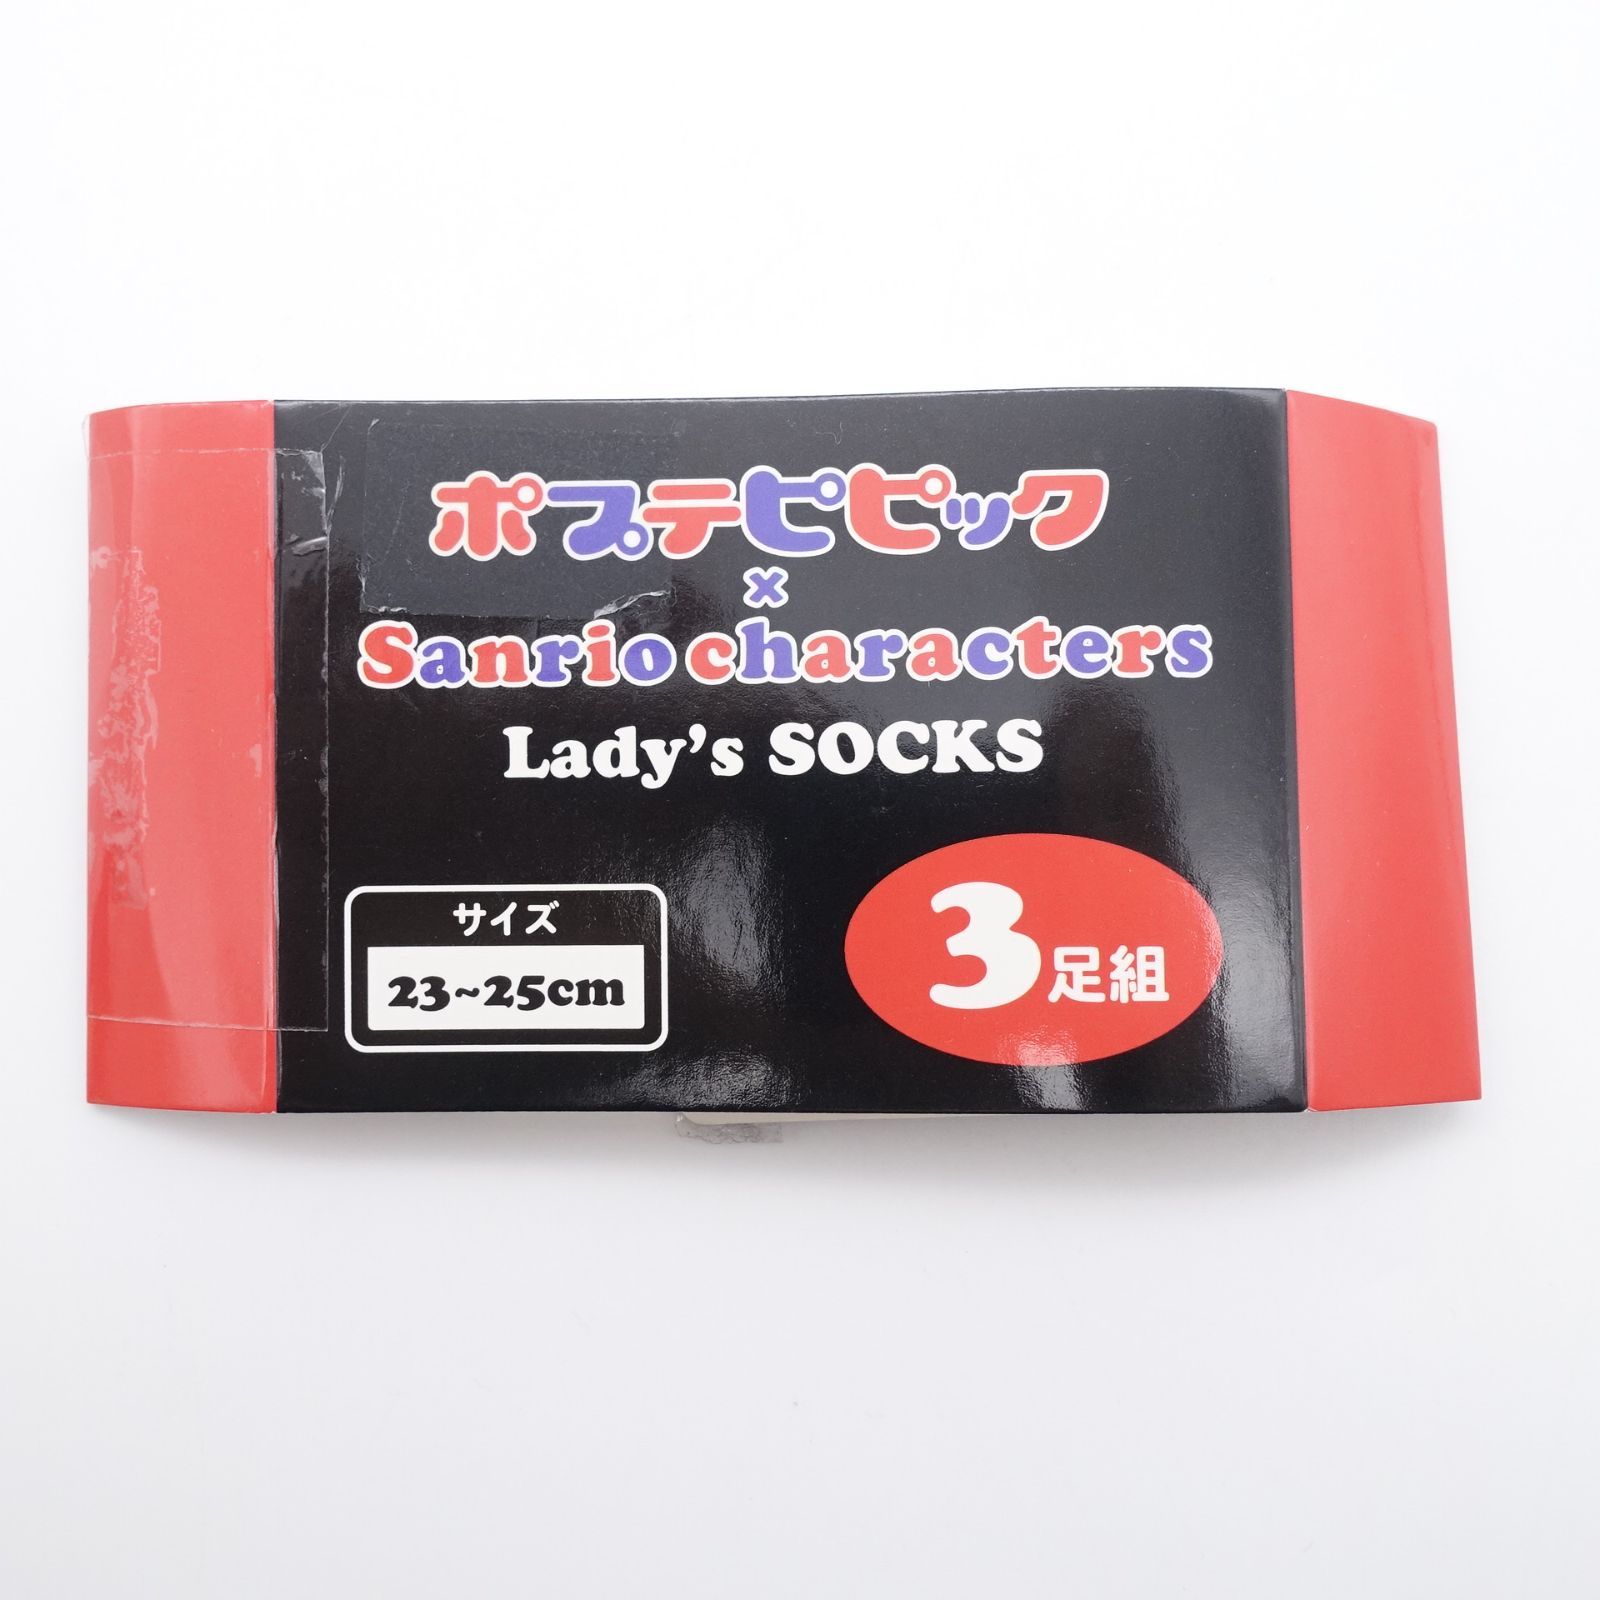 ポプテピピック
×
Sanrio characters
Lady's SOCKS
サイズ
23~25cm
3足組